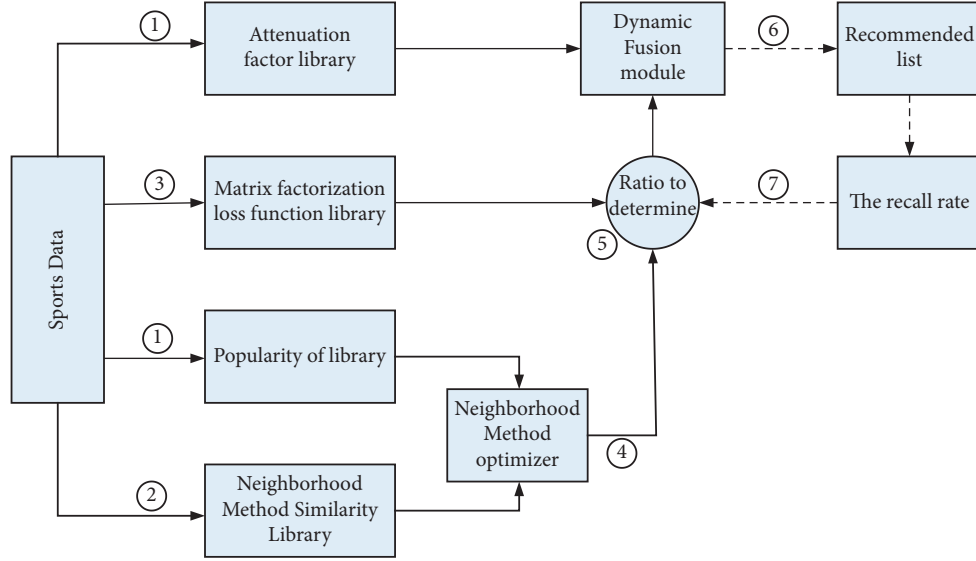 1
Attenuation
factor library
Dynamic
Fusion
module
6
Recommended
list
Sports Data
3
Matrix factorization
loss function library
Ratio to
determine
5
7
The recall rate
1
Popularity of library
Neighborhood
Method
optimizer
4
2
Neighborhood
Method Similarity
Library